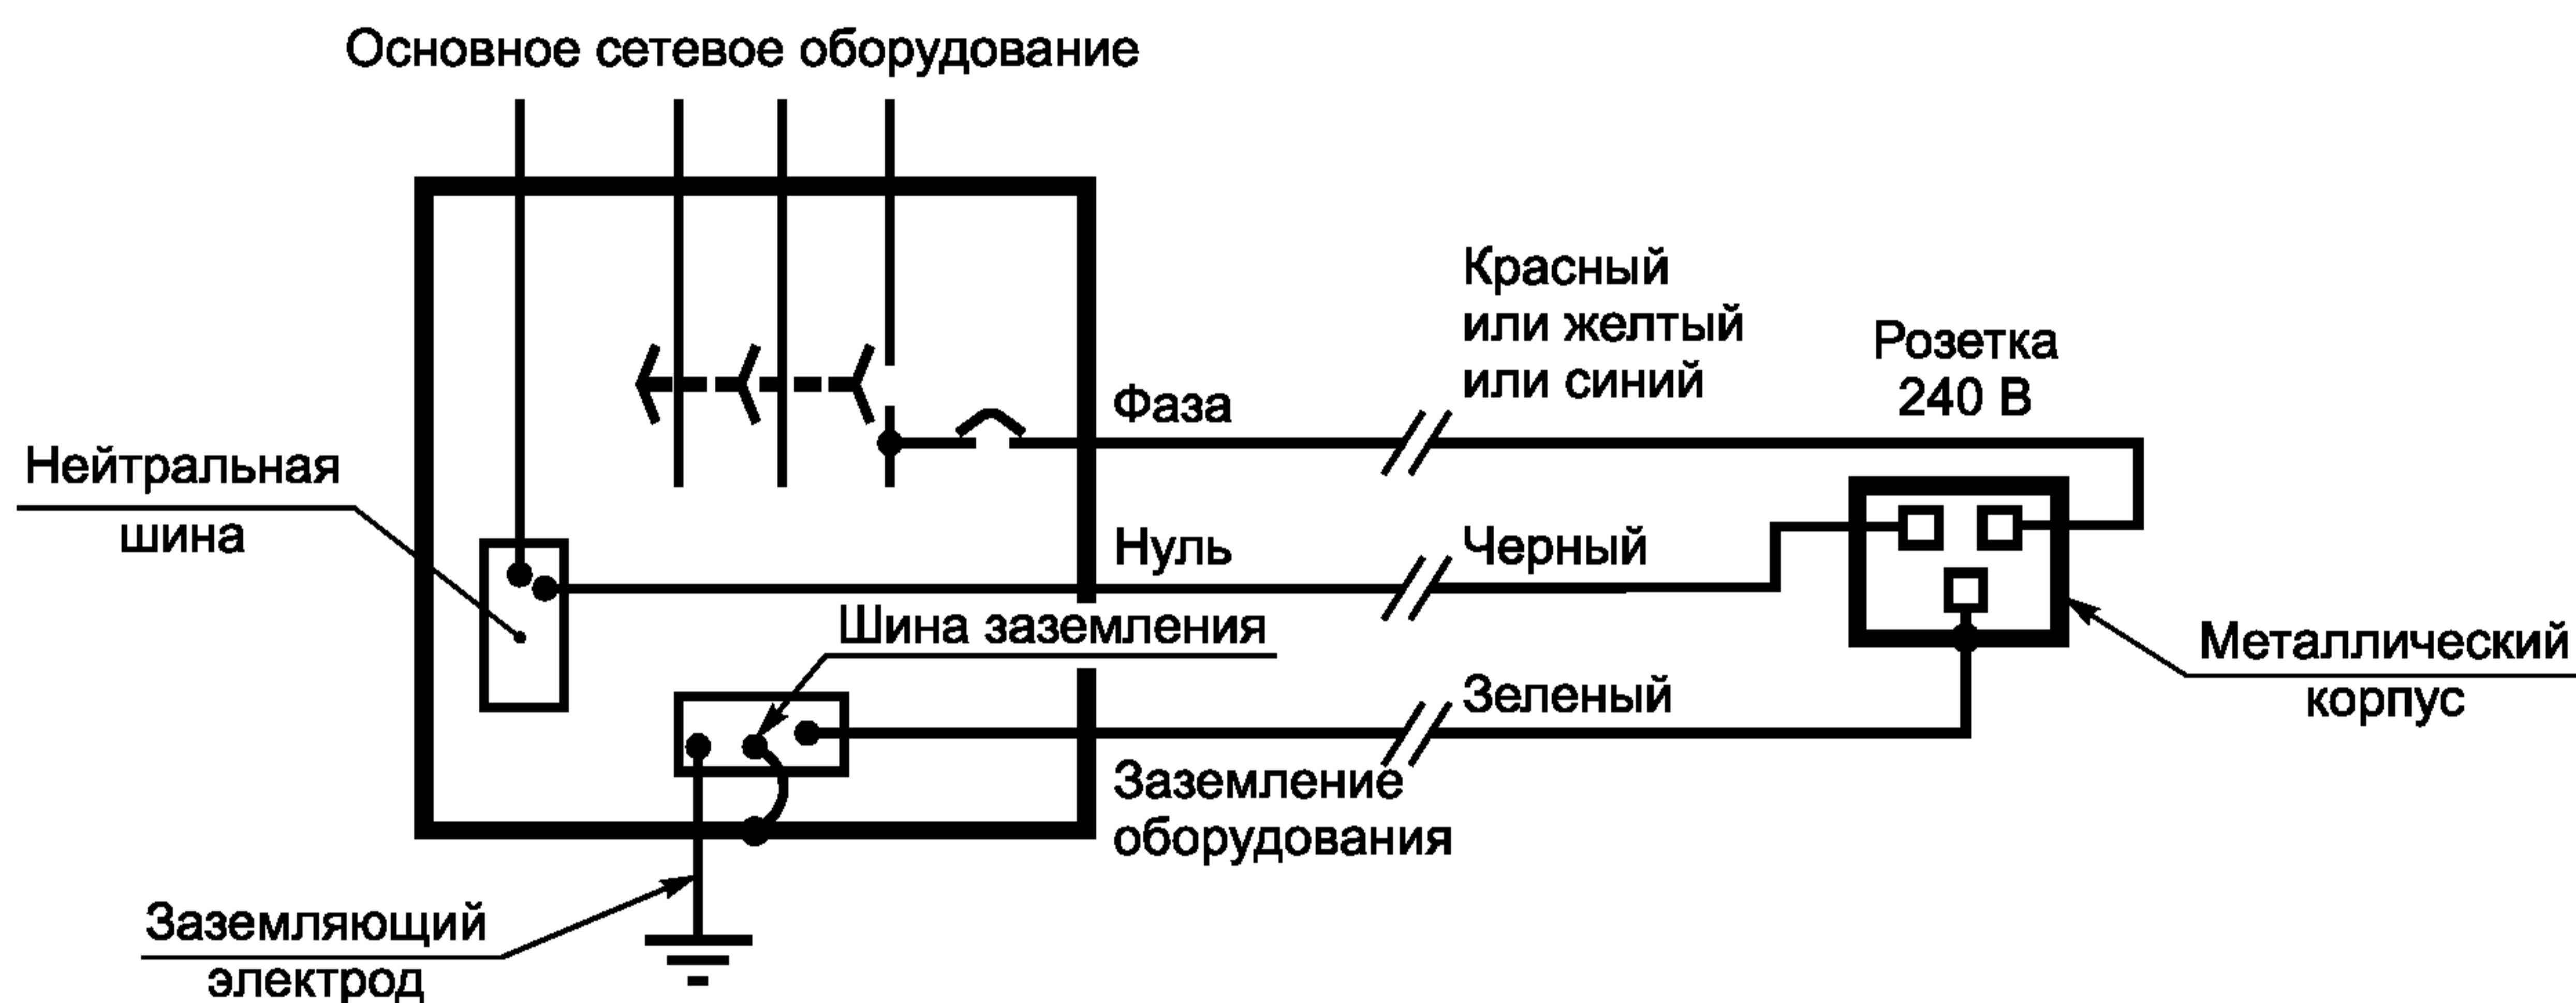 Основное сетевое оборудование
Красный
или желтый
или синий
Розетка
240 В
Фаза
Нейтральная
шина
Нуль
Черный
Шина заземления
Металлический
корпус
Зеленый
Заземление
оборудования
Заземляющий
электрод